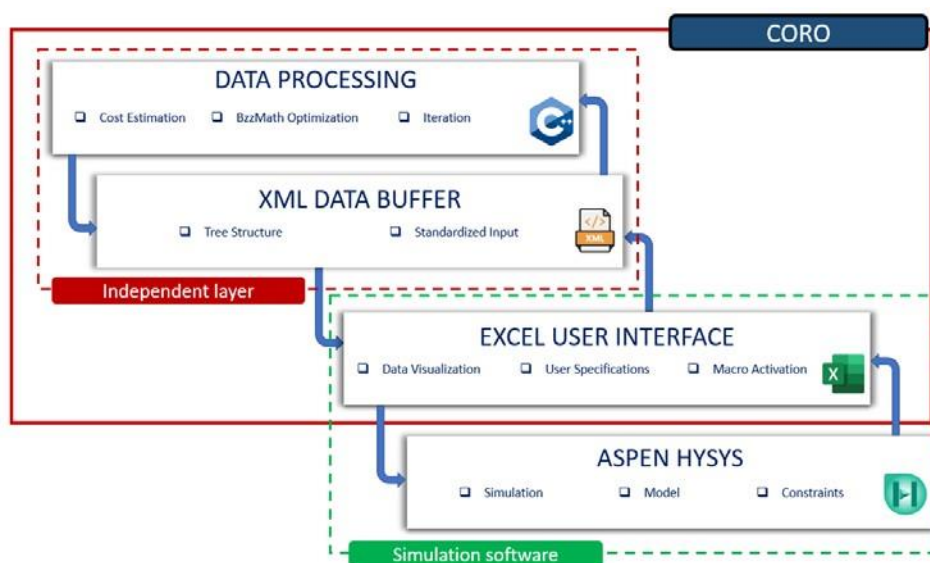 CORO
DATA PROCESSING
Cost Estimation BzzMath Optimization Iteration
C++
XML DATA BUFFER
Tree Structure Standardized Input
</>
XML
Independent layer
EXCEL USER INTERFACE
Data Visualization User Specifications Macro Activation
X
ASPEN HYSYS
Simulation Model Constraints
H
Simulation software